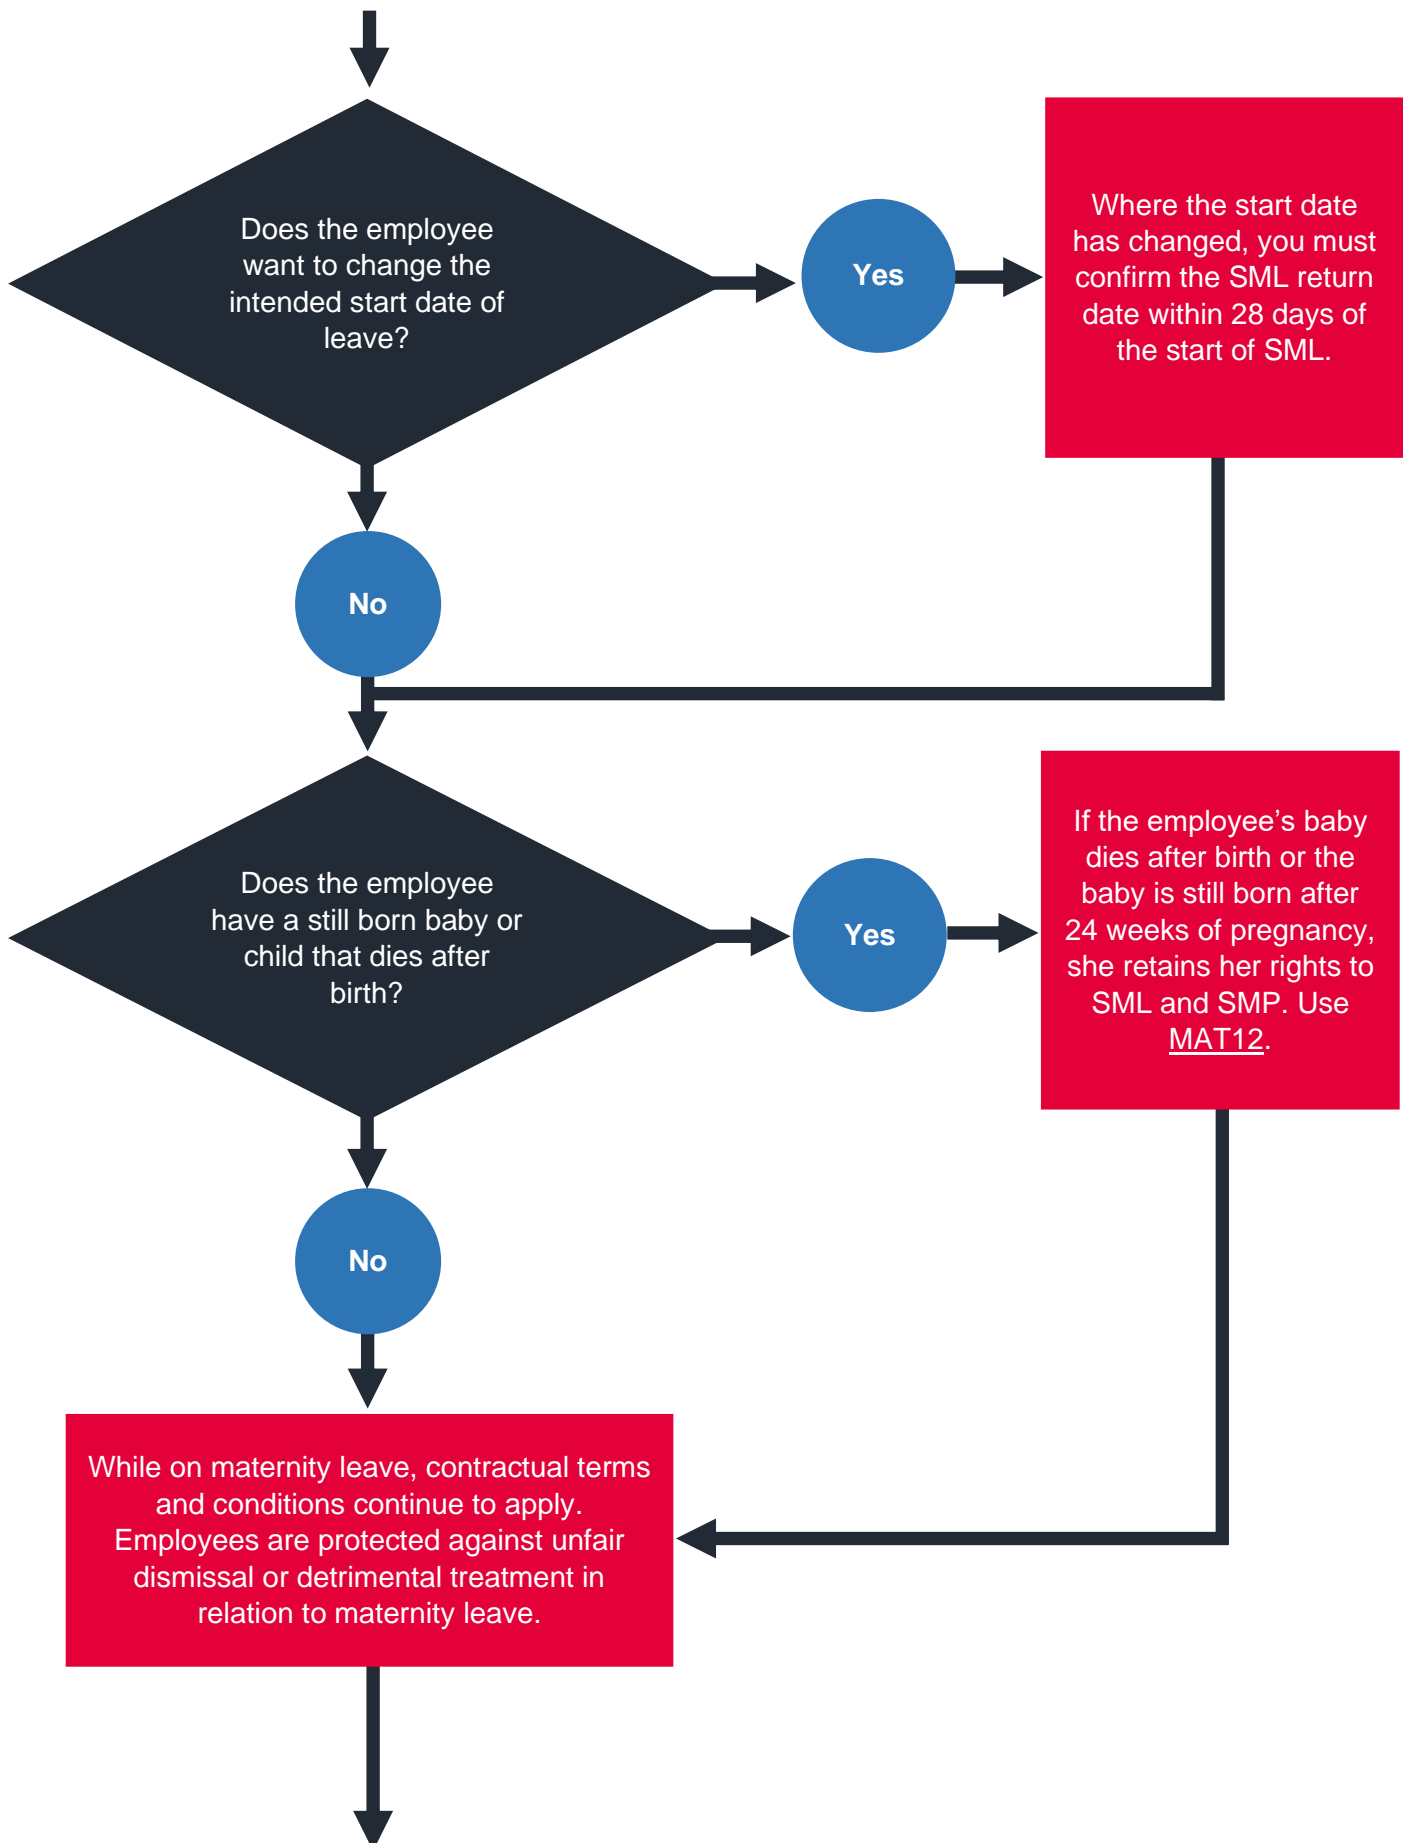 Does the employee
want to change the
intended start date of
leave?
Yes
Where the start date
has changed, you must
confirm the SML return
date within 28 days of
the start of SML.
No
Does the employee
have a still born baby or
child that dies after
birth?
Yes
If the employee’s baby
dies after birth or the
baby is still born after
24 weeks of pregnancy,
she retains her rights to
SML and SMP. Use
MAT12.
No
While on maternity leave, contractual terms
and conditions continue to apply.
Employees are protected against unfair
dismissal or detrimental treatment in
relation to maternity leave.